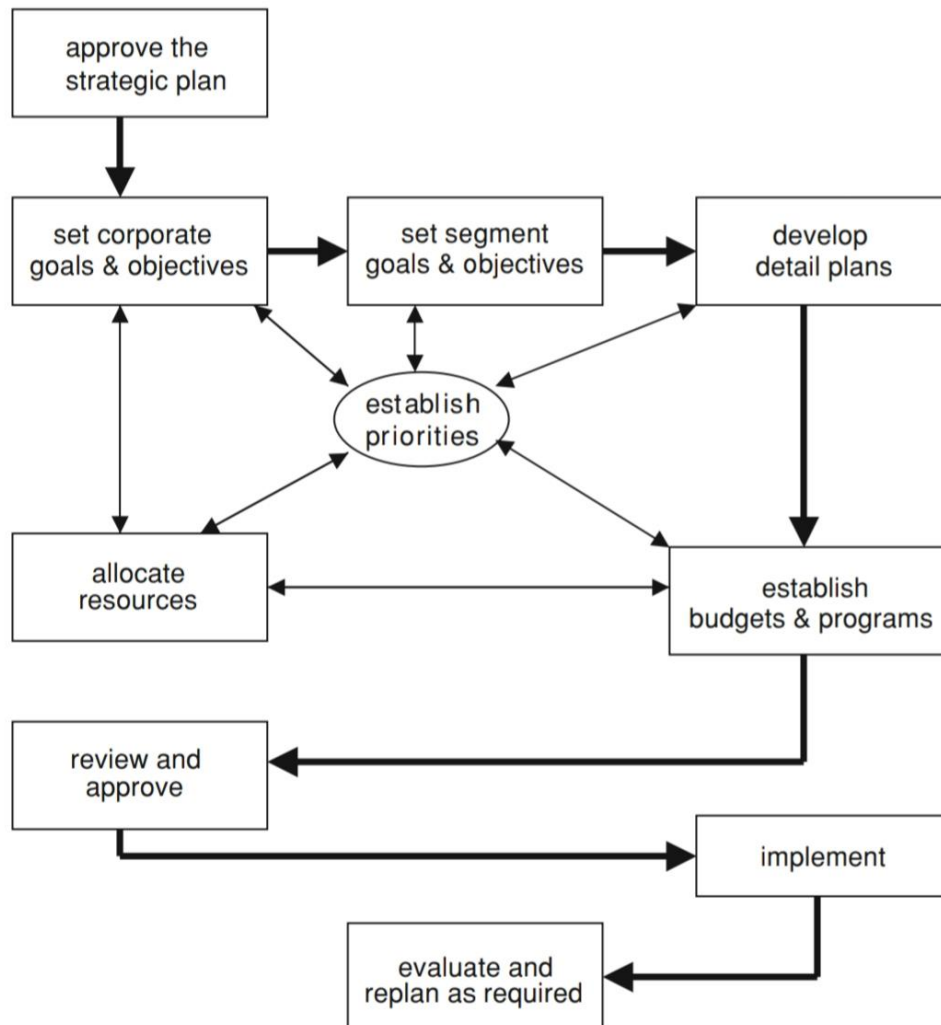 approve the
strategic plan
set corporate
goals & objectives
set segment
goals & objectives
develop
detail plans
establish
priorities
allocate
resources
establish
budgets & programs
review and
approve
implement
evaluate and
replan as required